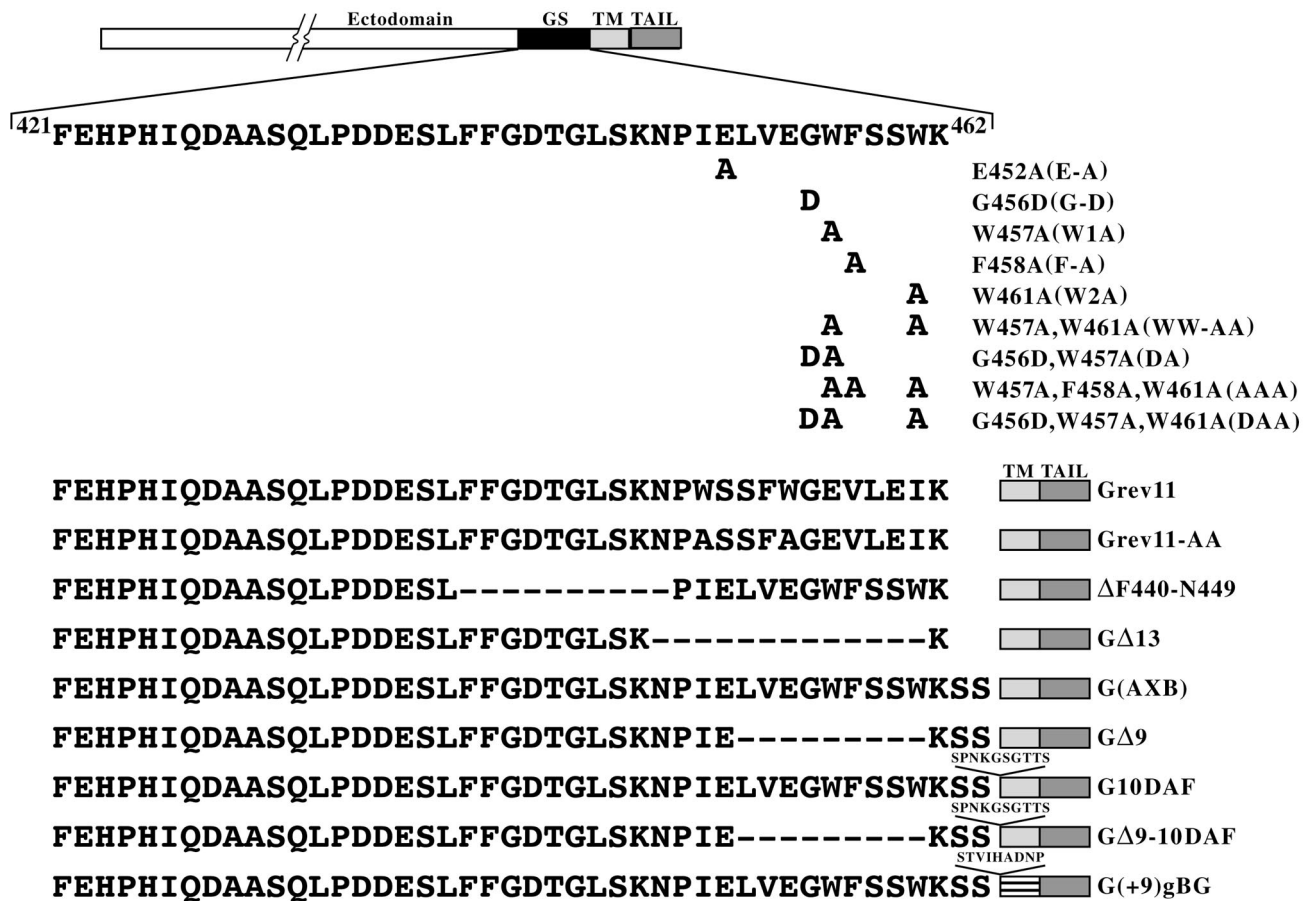 Ectodomain GS TM TAIL
421FEHPHIQDAASQLPDDESLFFGDTGLSKNPIELVEGWFSSWK462
A E452A(E-A)
D G456D(G-D)
A W457A(W1A)
A F458A(F-A)
A W461A(W2A)
A A W457A,W461A(WW-AA)
DA G456D,W457A(DA)
AA A W457A,F458A,W461A(AAA)
DA A G456D,W457A,W461A(DAA)
TM TAIL
FEHPHIQDAASQLPDDESLFFGDTGLSKNPWSSFWGEVLEIK Grev11
FEHPHIQDAASQLPDDESLFFGDTGLSKNPASSFAGEVLEIK Grev11-AA
FEHPHIQDAASQLPDDESL----------PIELVEGWFSSWK ΔF440-N449
FEHPHIQDAASQLPDDESLFFGDTGLSK-------------K GΔ13
FEHPHIQDAASQLPDDESLFFGDTGLSKNPIELVEGWFSSWKSS G(AXB)
FEHPHIQDAASQLPDDESLFFGDTGLSKNPIE---------KSS GΔ9
SPNKGSGTTS
FEHPHIQDAASQLPDDESLFFGDTGLSKNPIELVEGWFSSWKSS G10DAF
SPNKGSGTTS
FEHPHIQDAASQLPDDESLFFGDTGLSKNPIE---------KSS GΔ9-10DAF
STVIHADNP
FEHPHIQDAASQLPDDESLFFGDTGLSKNPIELVEGWFSSWKSS G(+9)gBG